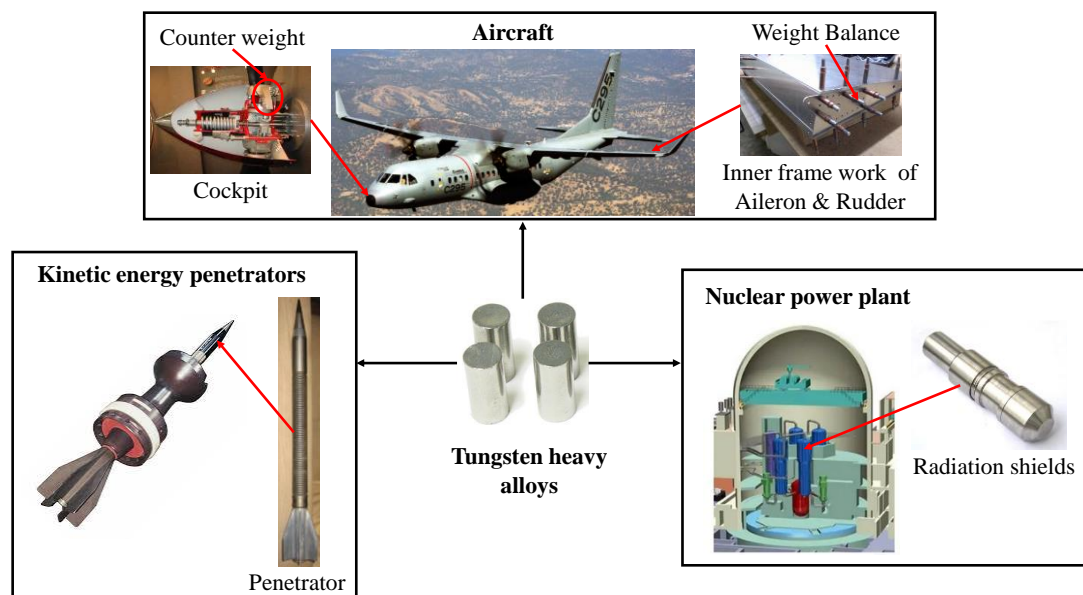 Counter weight
Aircraft
Weight Balance
C295
C295
Cockpit
Inner frame work of
Aileron & Rudder
Kinetic energy penetrators
Nuclear power plant
Tungsten heavy
alloys
Radiation shields
Penetrator